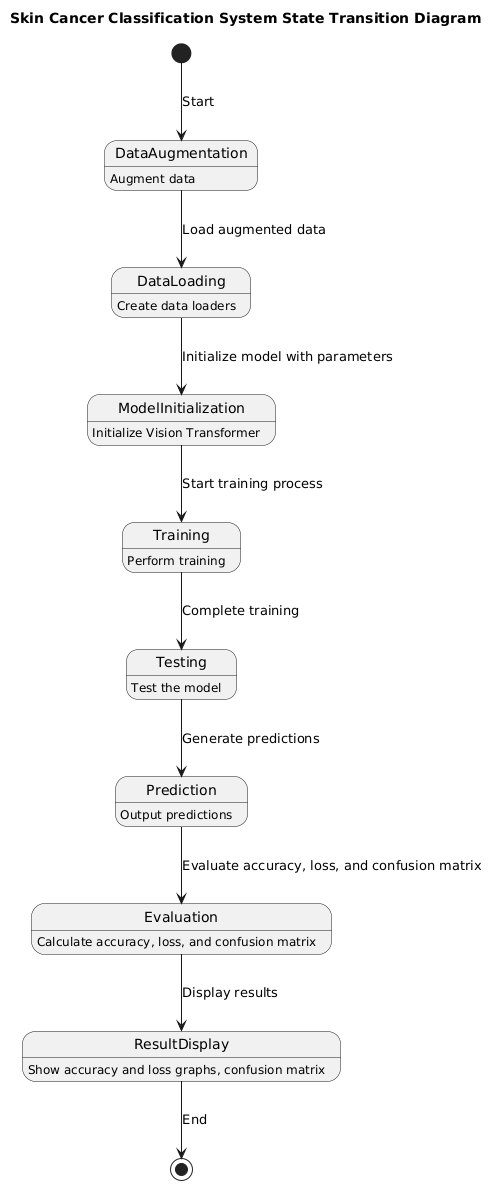 Skin Cancer Classification System State Transition Diagram
Start
DataAugmentation
Augment data
Load augmented data
DataLoading
Create data loaders
Initialize model with parameters
ModelInitialization
Initialize Vision Transformer
Start training process
Training
Perform training
Complete training
Testing
Test the model
Generate predictions
Prediction
Output predictions
Evaluate accuracy, loss, and confusion matrix
Evaluation
Calculate accuracy, loss, and confusion matrix
Display results
ResultDisplay
Show accuracy and loss graphs, confusion matrix
End